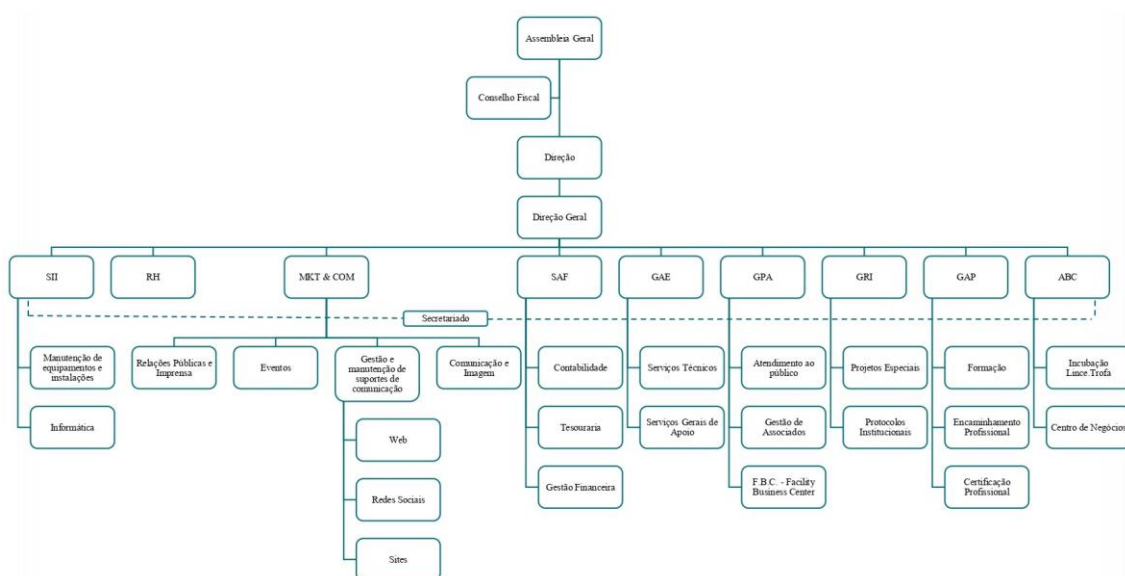 Assembleia Geral
Conselho Fiscal
Direção
Direção Geral
SII
RH
MKT & COM
SAF
GAE
GPA
GRI
GAP
ABC
Secretariado
Manutenção de
equipamentos e
instalações
Relações Públicas e
Imprensa
Eventos
Gestão e
manutenção de
suportes de
comunicação
Comunicação e
Imagem
Contabilidade
Serviços Técnicos
Atendimento ao
público
Projetos Especiais
Formação
Incubação
Lince Trofa
Informática
Web
Tesouraria
Serviços Gerais de
Apoio
Gestão de
Associados
Protocolos
Institucionais
Encaminhamento
Profissional
Centro de Negócios
Redes Sociais
Gestão Financeira
F.B.C. - Facility
Business Center
Certificação
Profissional
Sites